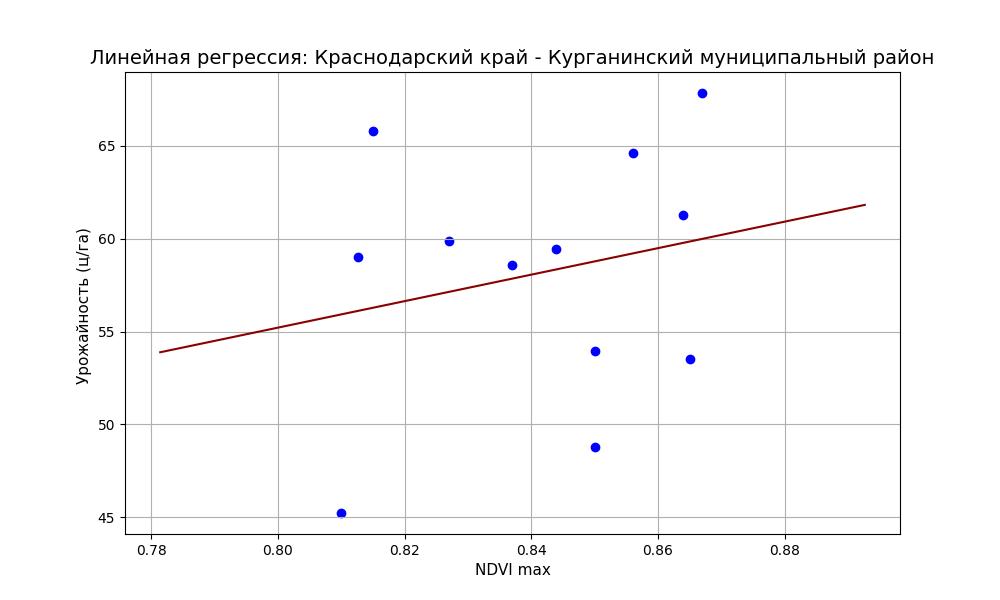 Линейная регрессия: Краснодарский край - Курганинский муниципальный район
Урожайность (ц/га)
65
60
55
50
45
0.78 0.80 0.82 0.84 0.86 0.88
NDVI max